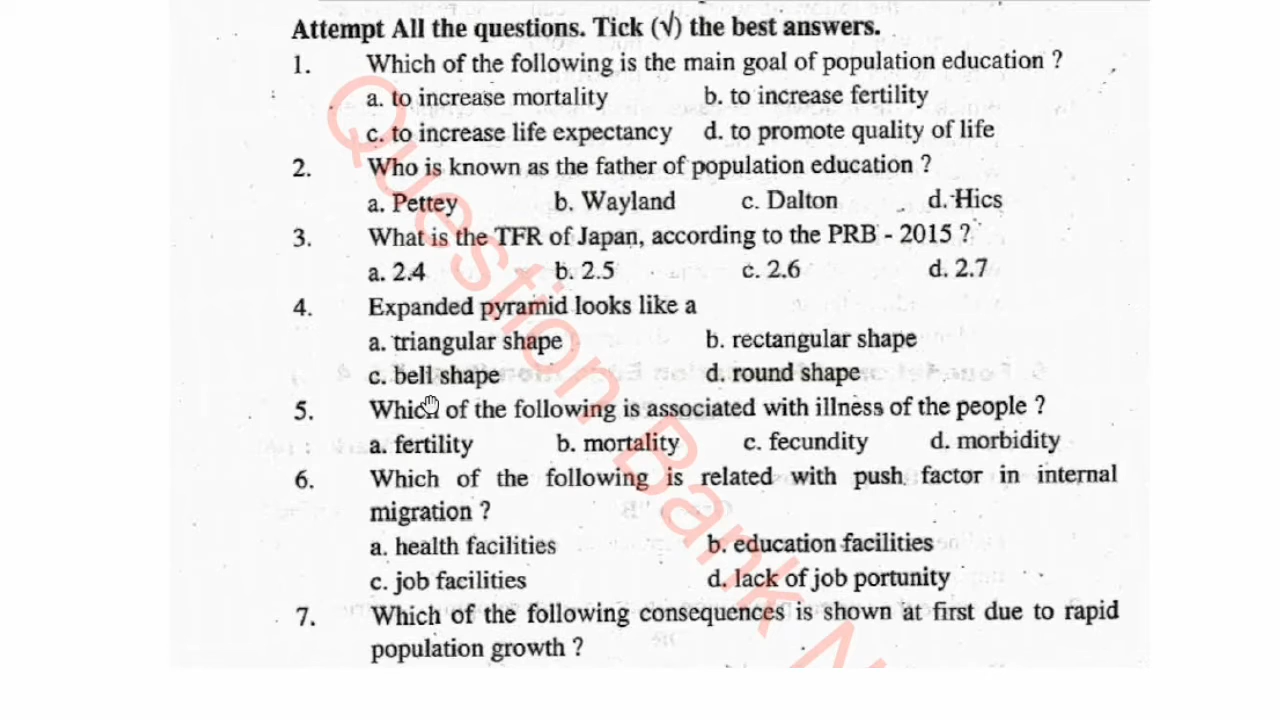 Attempt All the questions. Tick (√) the best answers.
1. Which of the following is the main goal of population education ?
a. to increase mortality b. to increase fertility
c. to increase life expectancy d. to promote quality of life
2. Who is known as the father of population education ?
a. Pettey b. Wayland c. Dalton d. Hics
3. What is the TFR of Japan, according to the PRB - 2015 ?
a. 2.4 b. 2.5 c. 2.6 d. 2.7
4. Expanded pyramid looks like a
a. triangular shape b. rectangular shape
c. bell shape d. round shape
5. Which of the following is associated with illness of the people ?
a. fertility b. mortality c. fecundity d. morbidity
6. Which of the following is related with push factor in internal
migration ?
a. health facilities b. education facilities
c. job facilities d. lack of job portunity
7. Which of the following consequences is shown at first due to rapid
population growth ?
Question Bank